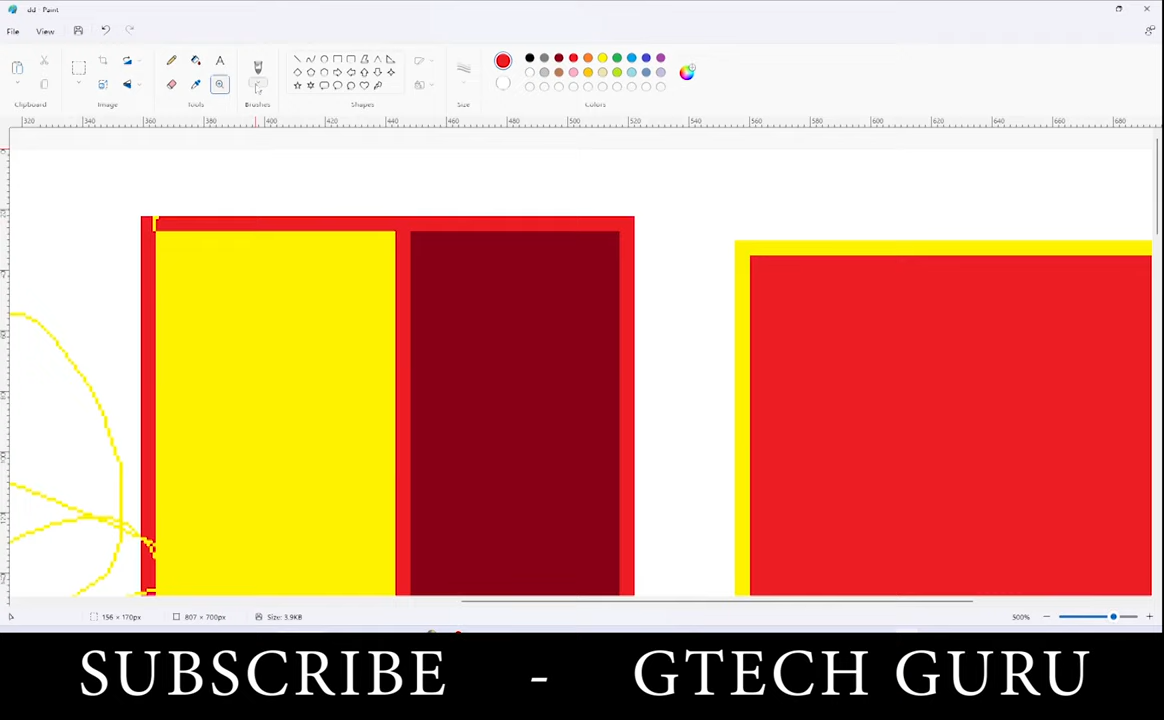 dd - Paint
File View
Clipboard Image Tools Brushes Shapes Size Colors
320 340 360 380 400 420 440 460 480 500 520 540 560 580 600 620 640 660 680
156 × 170px 807 × 700px Size: 3.9KB 500%
SUBSCRIBE - GTECH GURU